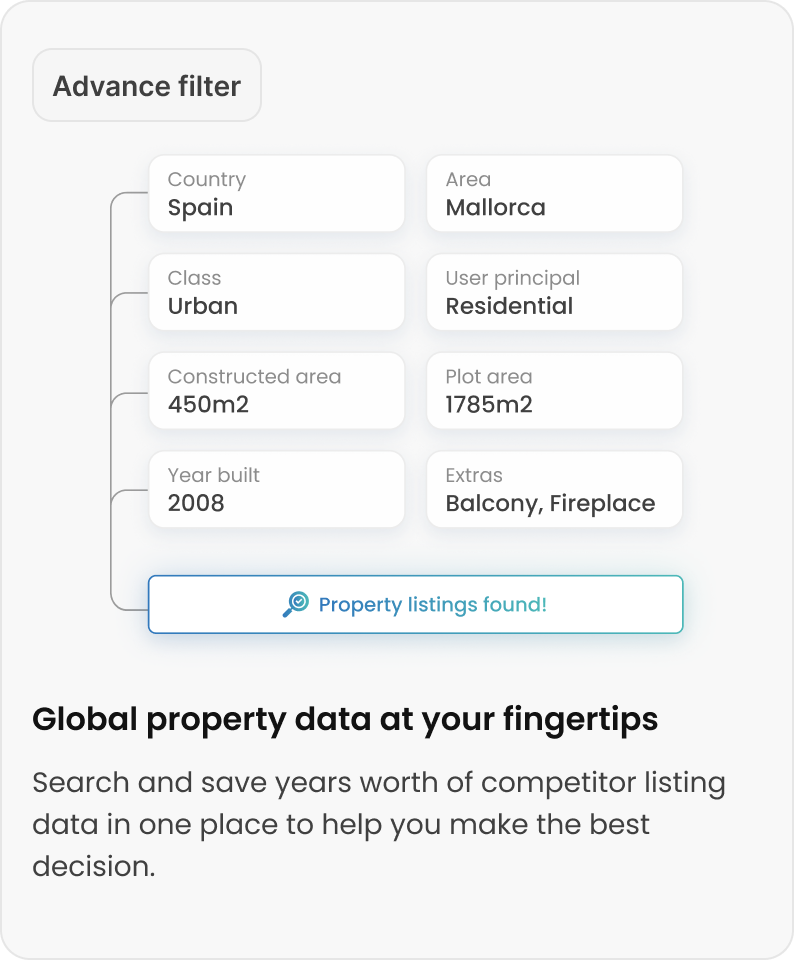 Advance filter
Country
Spain
Area
Mallorca
Class
Urban
User principal
Residential
Constructed area
450m2
Plot area
1785m2
Year built
2008
Extras
Balcony, Fireplace
Property listings found!
Global property data at your fingertips
Search and save years worth of competitor listing
data in one place to help you make the best
decision.